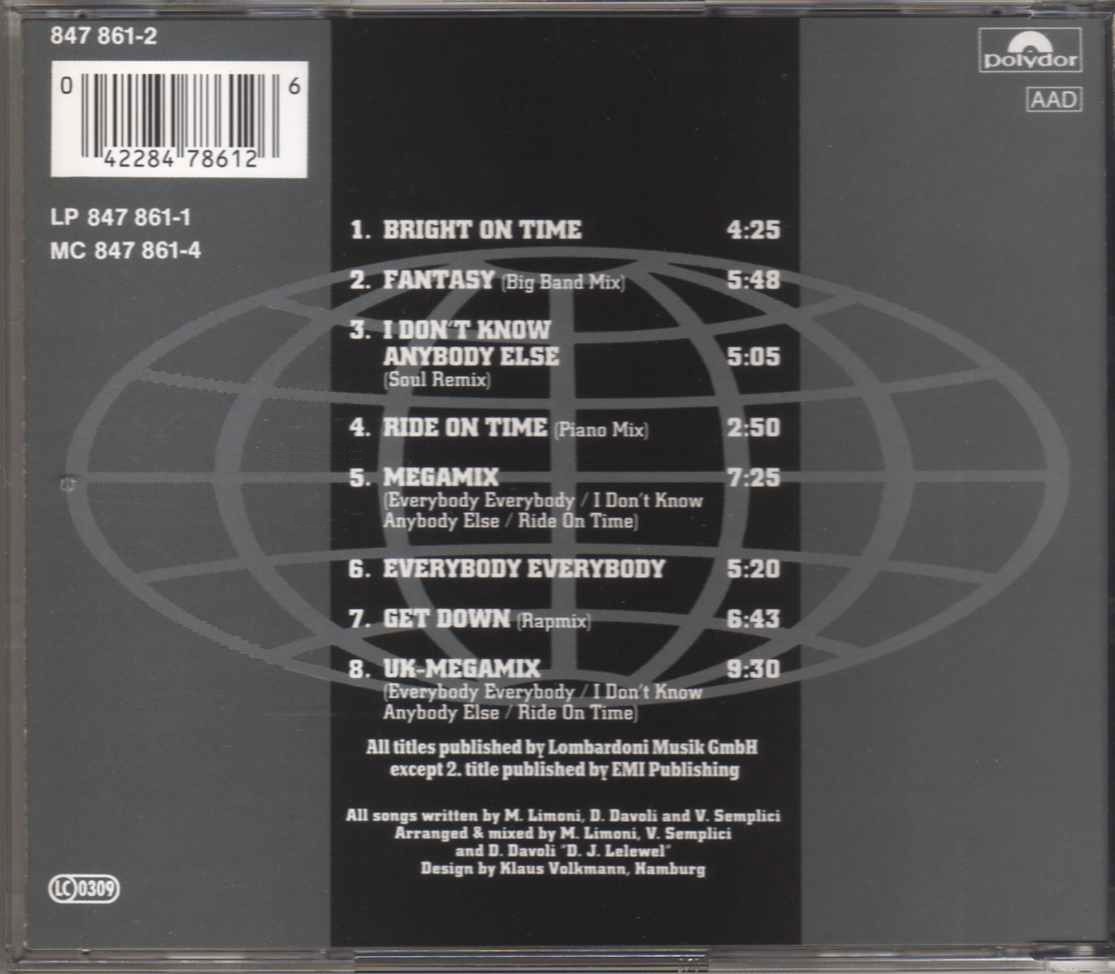 847 861-2
polydor
AAD
0 42284 78612 6
LP 847 861-1
MC 847 861-4
1. BRIGHT ON TIME 4:25
2. FANTASY (Big Band Mix) 5:48
3. I DON'T KNOW
ANYBODY ELSE 5:05
(Soul Remix)
4. RIDE ON TIME (Piano Mix) 2:50
5. MEGAMIX 7:25
(Everybody Everybody / I Don't Know
Anybody Else / Ride On Time)
6. EVERYBODY EVERYBODY 5:20
7. GET DOWN (Rapmix) 6:43
8. UK-MEGAMIX 9:30
(Everybody Everybody / I Don't Know
Anybody Else / Ride On Time)
All titles published by Lombardoni Musik GmbH
except 2. title published by EMI Publishing
All songs written by M. Limoni, D. Davoli and V. Semplici
Arranged & mixed by M. Limoni, V. Semplici
and D. Davoli "D. J. Lelewel"
Design by Klaus Volkmann, Hamburg
LC 0309